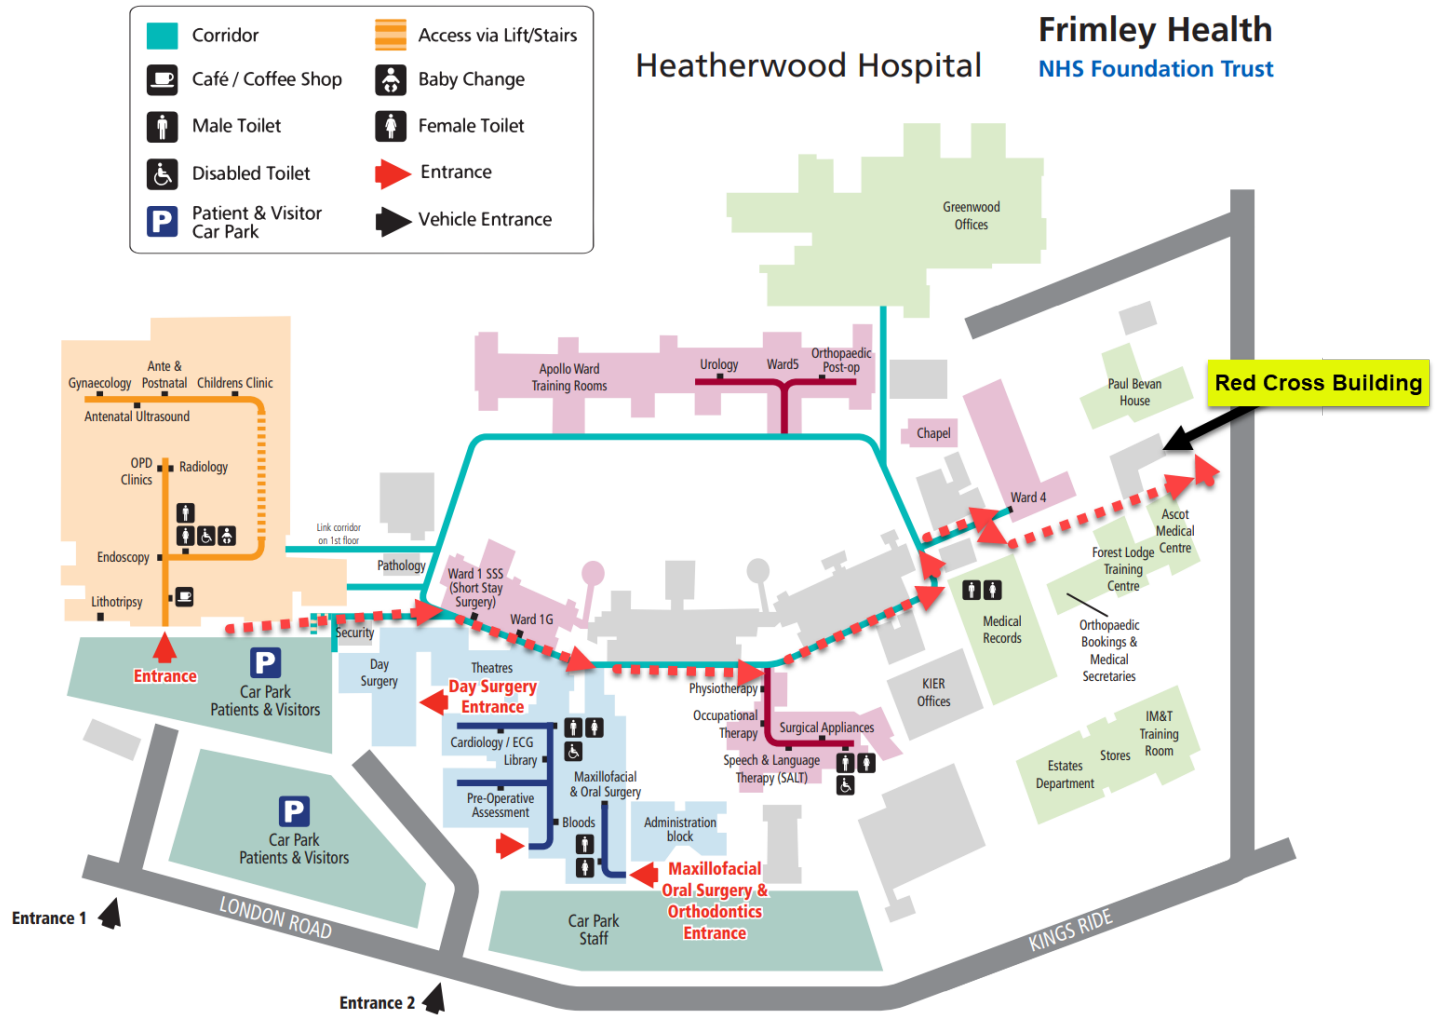 Corridor
Access via Lift/Stairs
Café / Coffee Shop
Baby Change
Male Toilet
Female Toilet
Disabled Toilet
Entrance
P
Patient & Visitor
Car Park
Vehicle Entrance
Heatherwood Hospital
Frimley Health
NHS Foundation Trust
Greenwood
Offices
Ante &
Postnatal
Gynaecology
Childrens Clinic
Antenatal Ultrasound
OPD
Clinics
Radiology
Endoscopy
Lithotripsy
Entrance
Link corridor
on 1st floor
Pathology
Apollo Ward
Training Rooms
Urology
Ward5
Orthopaedic
Post-op
Chapel
Ward 4
Paul Bevan
House
Red Cross Building
Ascot
Medical
Centre
Forest Lodge
Training
Centre
Orthopaedic
Bookings &
Medical
Secretaries
Medical
Records
Ward 1 SSS
(Short Stay
Surgery)
Ward 1G
Security
Day
Surgery
Theatres
Day Surgery
Entrance
P
Car Park
Patients & Visitors
Physiotherapy
Occupational
Therapy
Surgical Appliances
Speech & Language
Therapy (SALT)
KIER
Offices
IM&T
Training
Room
Stores
Estates
Department
Cardiology / ECG
Library
Maxillofacial
& Oral Surgery
Pre-Operative
Assessment
Bloods
Administration
block
P
Car Park
Patients & Visitors
Maxillofacial
Oral Surgery &
Orthodontics
Entrance
Car Park
Staff
Entrance 1
LONDON ROAD
Entrance 2
KINGS RIDE